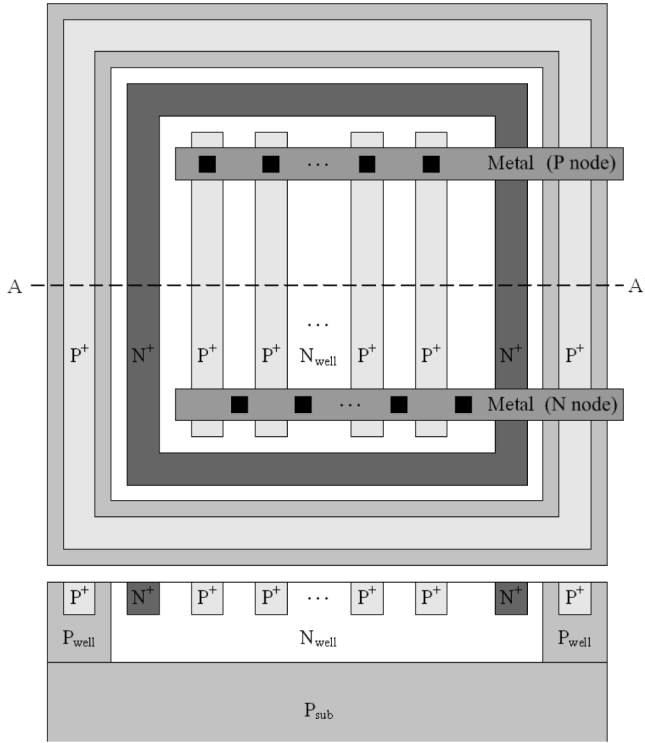 Metal (P node)
A A
P+ N+ P+ P+ Nwell P+ P+ N+ P+
Metal (N node)
P+ N+ P+ P+ ... P+ P+ N+ P+
Pwell Nwell Pwell
Psub